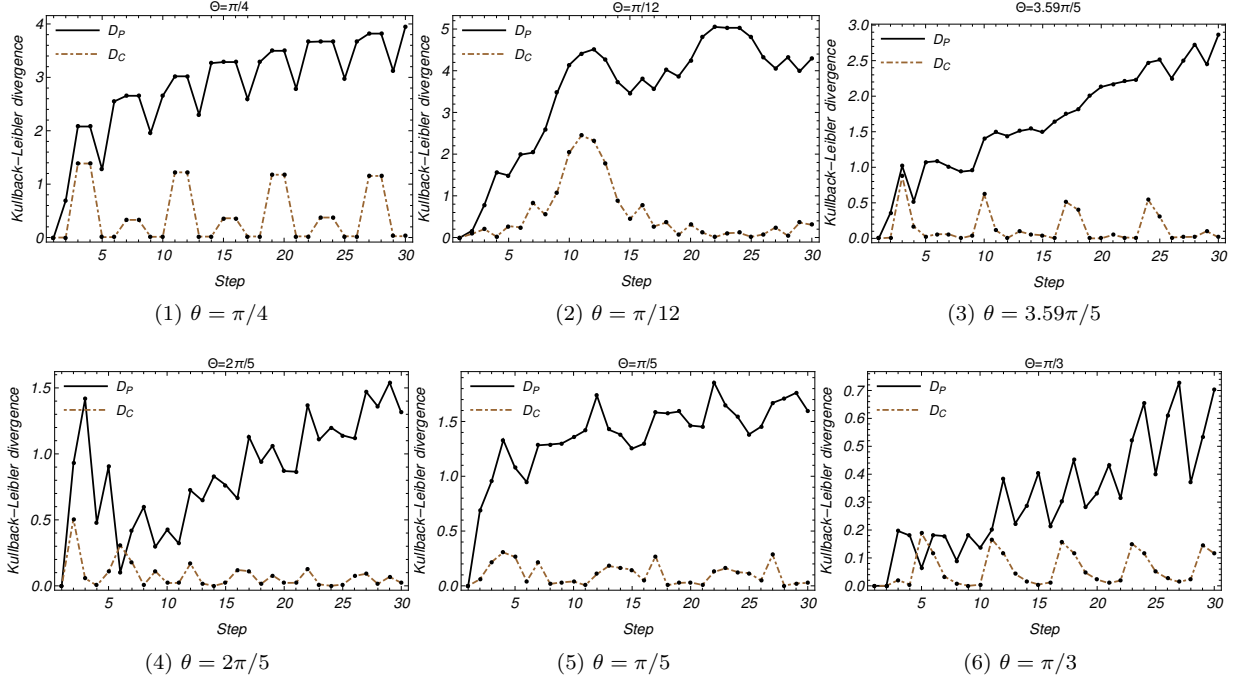 Θ=π/4
Kullback-Leibler divergence
D_P
D_C
4
3
2
1
0
0 5 10 15 20 25 30
Step
(1) θ = π/4
Θ=π/12
Kullback-Leibler divergence
D_P
D_C
5
4
3
2
1
0
0 5 10 15 20 25 30
Step
(2) θ = π/12
Θ=3.59π/5
Kullback-Leibler divergence
D_P
D_C
3.0
2.5
2.0
1.5
1.0
0.5
0.0
0 5 10 15 20 25 30
Step
(3) θ = 3.59π/5
Θ=2π/5
Kullback-Leibler divergence
D_P
D_C
1.5
1.0
0.5
0.0
5 10 15 20 25 30
Step
(4) θ = 2π/5
Θ=π/5
Kullback-Leibler divergence
D_P
D_C
1.5
1.0
0.5
0.0
5 10 15 20 25 30
Step
(5) θ = π/5
Θ=π/3
Kullback-Leibler divergence
D_P
D_C
0.7
0.6
0.5
0.4
0.3
0.2
0.1
0.0
5 10 15 20 25 30
Step
(6) θ = π/3